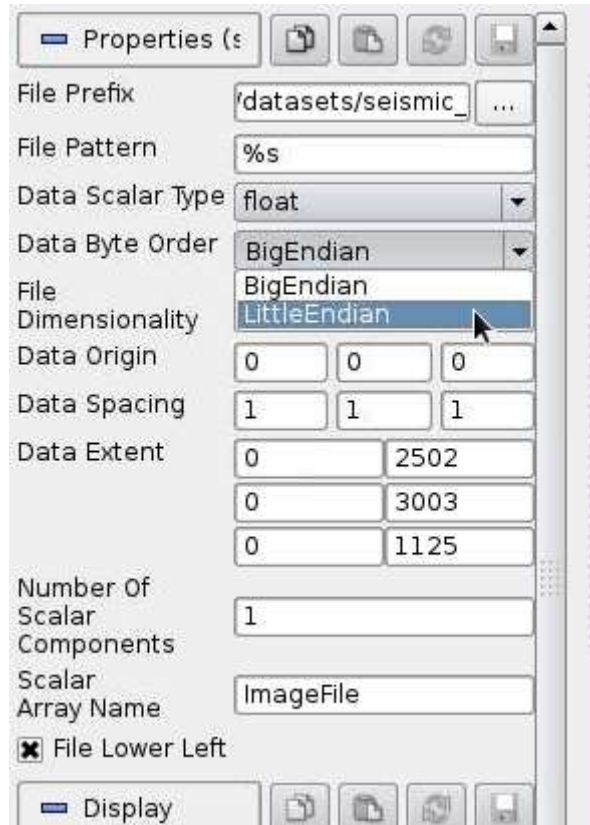 Properties (s
File Prefix
/datasets/seismic_ ...
File Pattern
%s
Data Scalar Type
float
Data Byte Order
BigEndian
BigEndian
LittleEndian
File
Dimensionality
Data Origin
0 0 0
Data Spacing
1 1 1
Data Extent
0 2502
0 3003
0 1125
Number Of
Scalar
Components
1
Scalar
Array Name
ImageFile
File Lower Left
Display